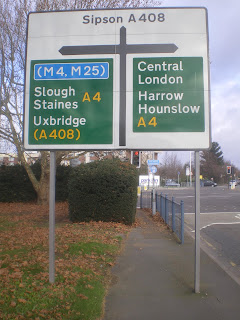 Sipson A408
(M4, M25)
Slough
Staines A4
Uxbridge
(A408)
Central
London
Harrow
Hounslow
A4